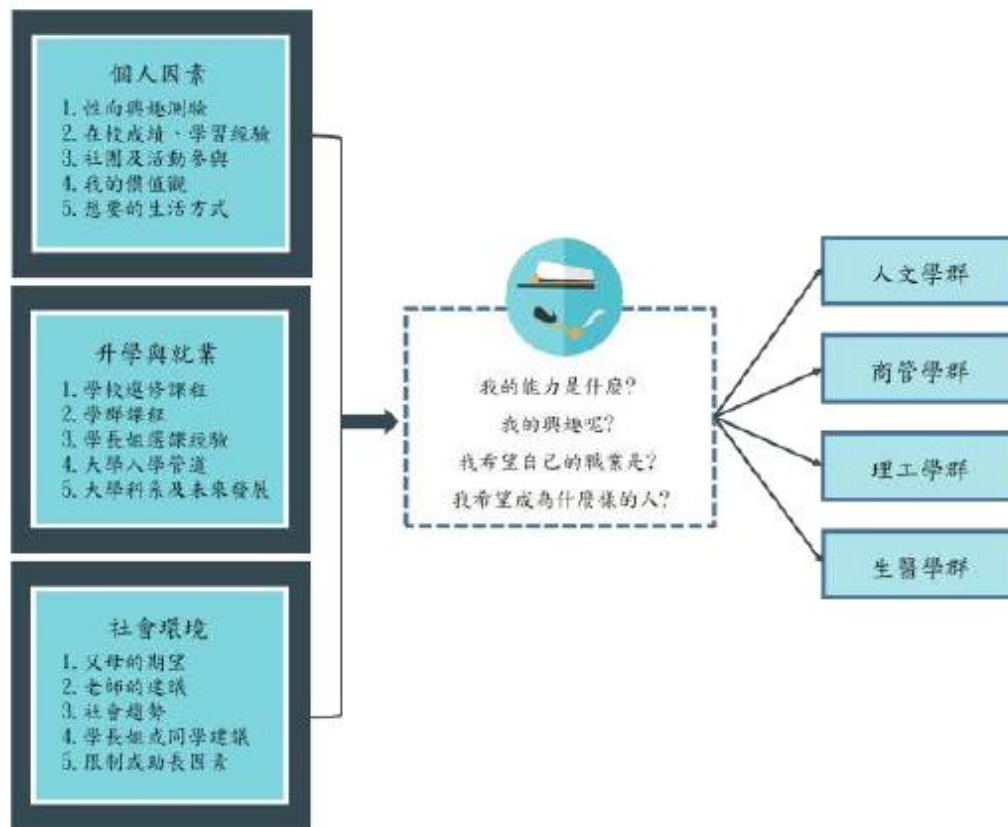 個人因素
1. 性向興趣測驗
2. 在校成績、學習經驗
3. 社團及活動參與
4. 我的價值觀
5. 想要的生活方式
升學與就業
1. 學校選修課程
2. 學群課程
3. 學長姐選課經驗
4. 大學入學管道
5. 大學科系及未來發展
社會環境
1. 父母的期望
2. 老師的建議
3. 社會趨勢
4. 學長姐或同學建議
5. 限制或助長因素
我的能力是什麼?
我的興趣呢?
我希望自己的職業是?
我希望成為什麼樣的人?
人文學群
商管學群
理工學群
生醫學群